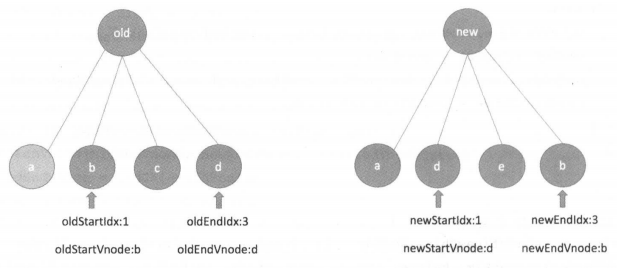 old new
a b c d a d e b
oldStartIdx:1 oldEndIdx:3 newStartIdx:1 newEndIdx:3
oldStartVnode:b oldEndVnode:d newStartVnode:d newEndVnode:b